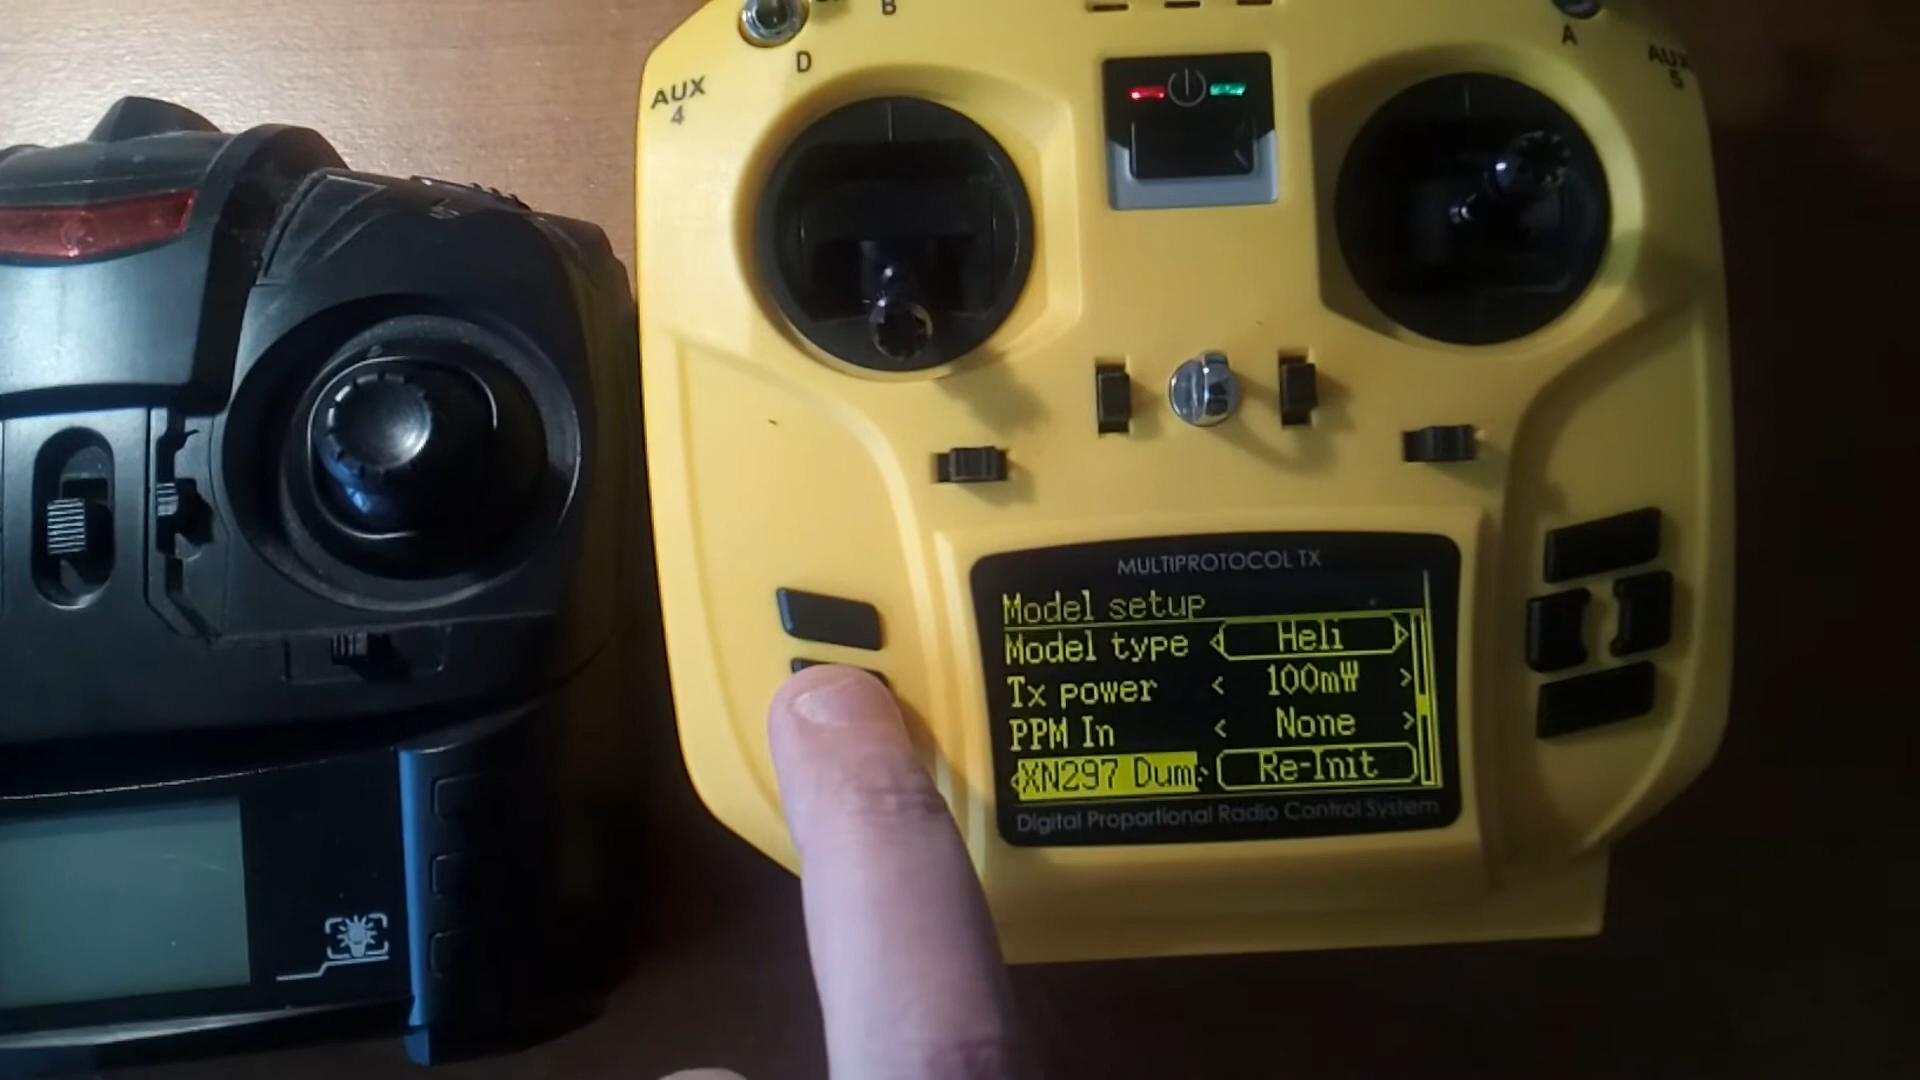 B
D
AUX
4
A
AUX
5
MULTIPROTOCOL TX
Model setup
Model type < Heli >
Tx power < 100mW >
PPM In < None >
<XN297 Dum> Re-Init
Digital Proportional Radio Control System